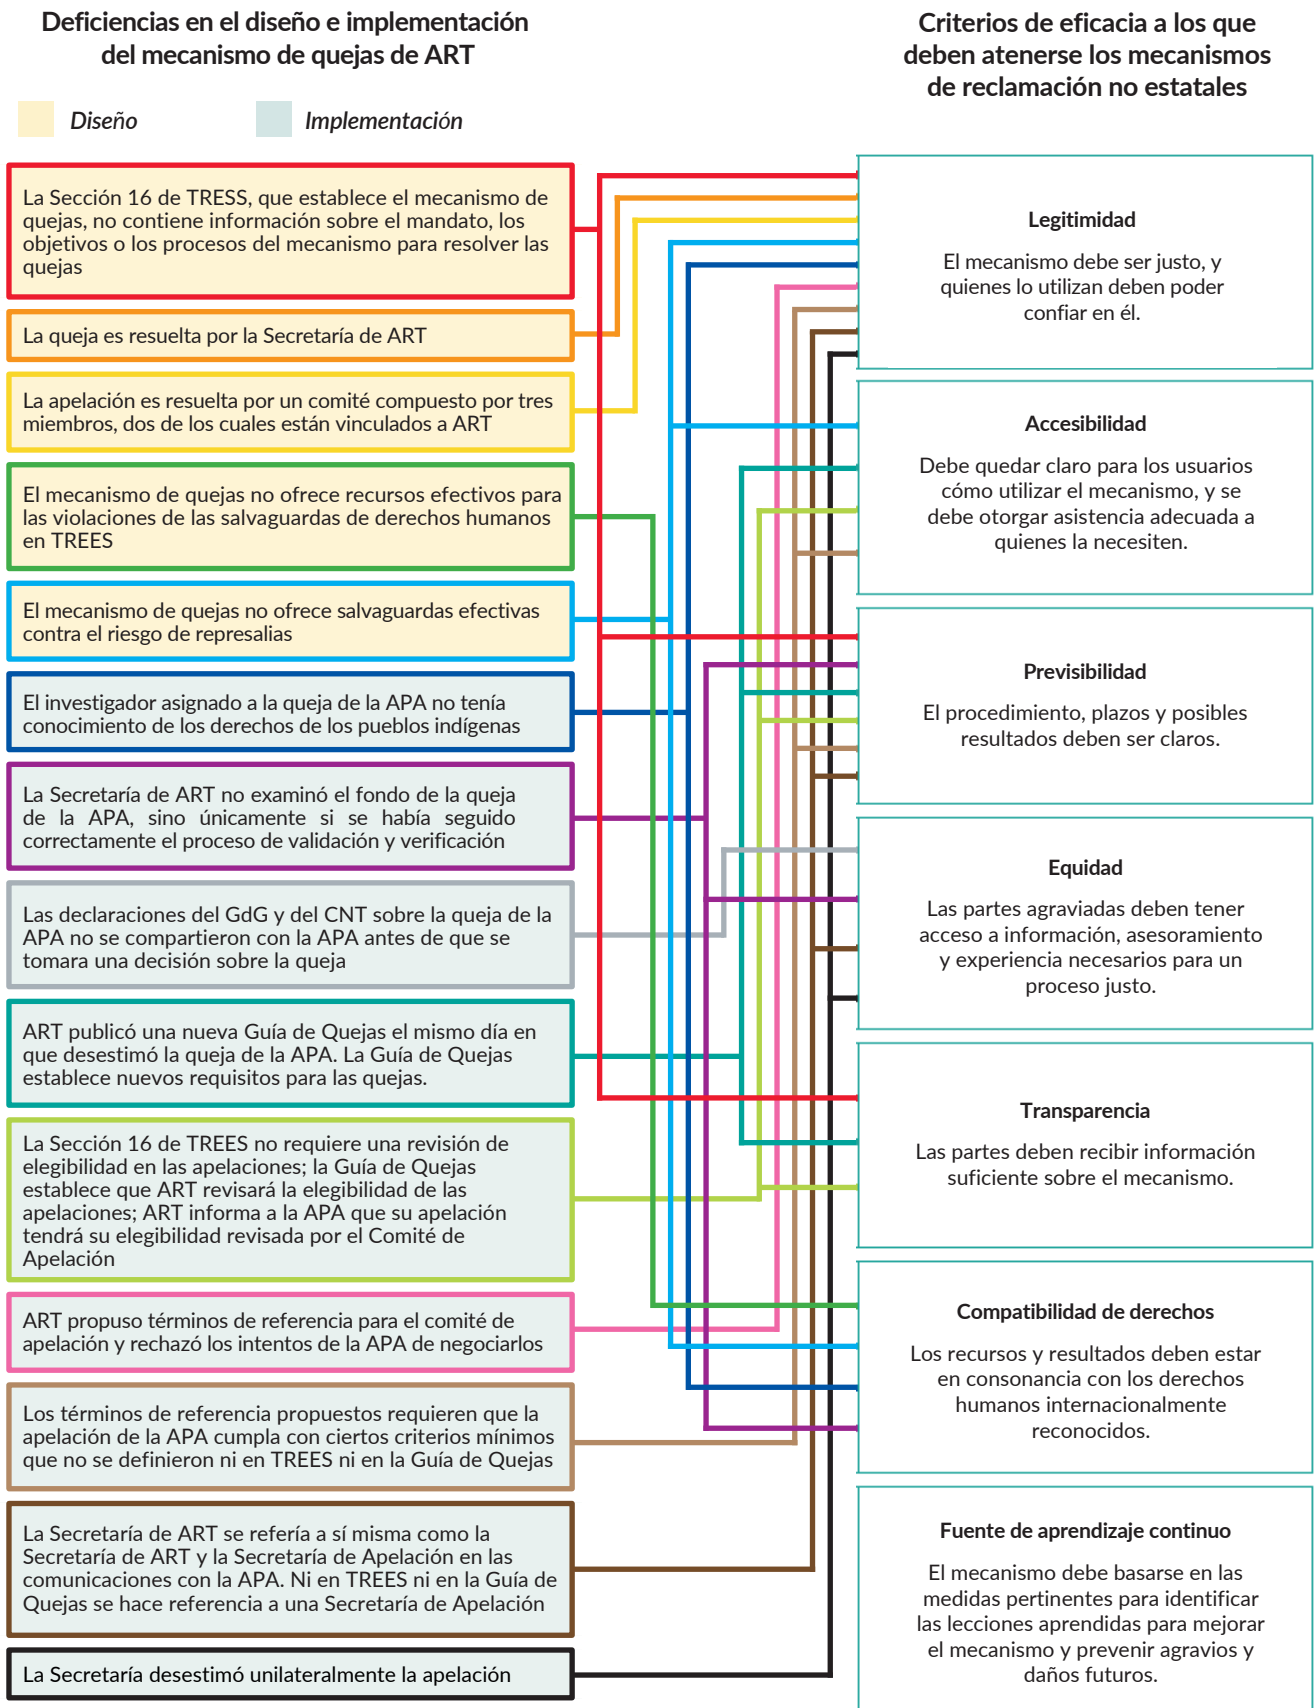 Deficiencias en el diseño e implementación
del mecanismo de quejas de ART
Diseño
Implementación
La Sección 16 de TRESS, que establece el mecanismo de
quejas, no contiene información sobre el mandato, los
objetivos o los procesos del mecanismo para resolver las
quejas
La queja es resuelta por la Secretaría de ART
La apelación es resuelta por un comité compuesto por tres
miembros, dos de los cuales están vinculados a ART
El mecanismo de quejas no ofrece recursos efectivos para
las violaciones de las salvaguardas de derechos humanos
en TREES
El mecanismo de quejas no ofrece salvaguardas efectivas
contra el riesgo de represalias
El investigador asignado a la queja de la APA no tenía
conocimiento de los derechos de los pueblos indígenas
La Secretaría de ART no examinó el fondo de la queja
de la APA, sino únicamente si se había seguido
correctamente el proceso de validación y verificación
Las declaraciones del GdG y del CNT sobre la queja de la
APA no se compartieron con la APA antes de que se
tomara una decisión sobre la queja
ART publicó una nueva Guía de Quejas el mismo día en
que desestimó la queja de la APA. La Guía de Quejas
establece nuevos requisitos para las quejas.
La Sección 16 de TREES no requiere una revisión de
elegibilidad en las apelaciones; la Guía de Quejas
establece que ART revisará la elegibilidad de las
apelaciones; ART informa a la APA que su apelación
tendrá su elegibilidad revisada por el Comité de
Apelación
ART propuso términos de referencia para el comité de
apelación y rechazó los intentos de la APA de negociarlos
Los términos de referencia propuestos requieren que la
apelación de la APA cumpla con ciertos criterios mínimos
que no se definieron ni en TREES ni en la Guía de Quejas
La Secretaría de ART se refería a sí misma como la
Secretaría de ART y la Secretaría de Apelación en las
comunicaciones con la APA. Ni en TREES ni en la Guía de
Quejas se hace referencia a una Secretaría de Apelación
La Secretaría desestimó unilateralmente la apelación
Criterios de eficacia a los que
deben atenerse los mecanismos
de reclamación no estatales
Legitimidad
El mecanismo debe ser justo, y
quienes lo utilizan deben poder
confiar en él.
Accesibilidad
Debe quedar claro para los usuarios
cómo utilizar el mecanismo, y se
debe otorgar asistencia adecuada a
quienes la necesiten.
Previsibilidad
El procedimiento, plazos y posibles
resultados deben ser claros.
Equidad
Las partes agraviadas deben tener
acceso a información, asesoramiento
y experiencia necesarios para un
proceso justo.
Transparencia
Las partes deben recibir información
suficiente sobre el mecanismo.
Compatibilidad de derechos
Los recursos y resultados deben estar
en consonancia con los derechos
humanos internacionalmente
reconocidos.
Fuente de aprendizaje continuo
El mecanismo debe basarse en las
medidas pertinentes para identificar
las lecciones aprendidas para mejorar
el mecanismo y prevenir agravios y
daños futuros.